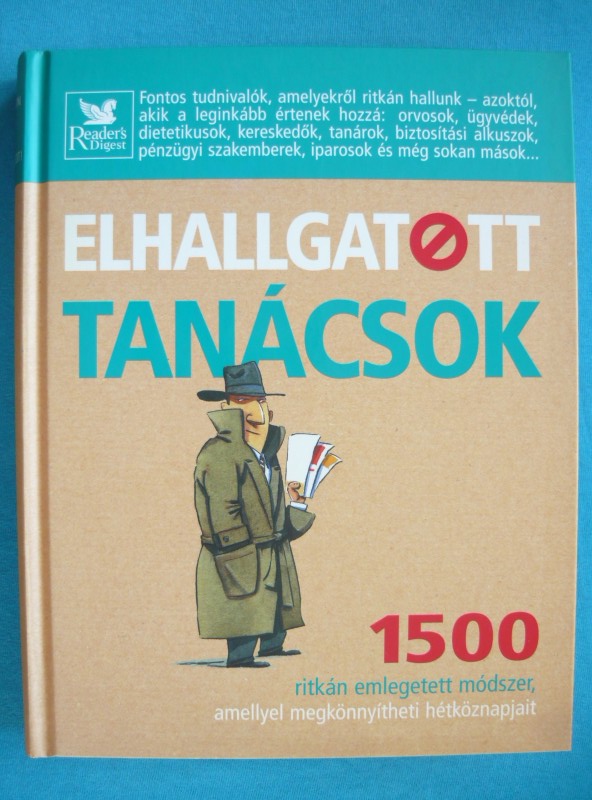 Reader's
Digest
Fontos tudnivalók, amelyekről ritkán hallunk – azoktól,
akik a leginkább értenek hozzá: orvosok, ügyvédek,
dietetikusok, kereskedők, tanárok, biztosítási alkuszok,
pénzügyi szakemberek, iparosok és még sokan mások...
ELHALLGATOTT
TANÁCSOK
1500
ritkán emlegetett módszer,
amellyel megkönnyítheti hétköznapjait